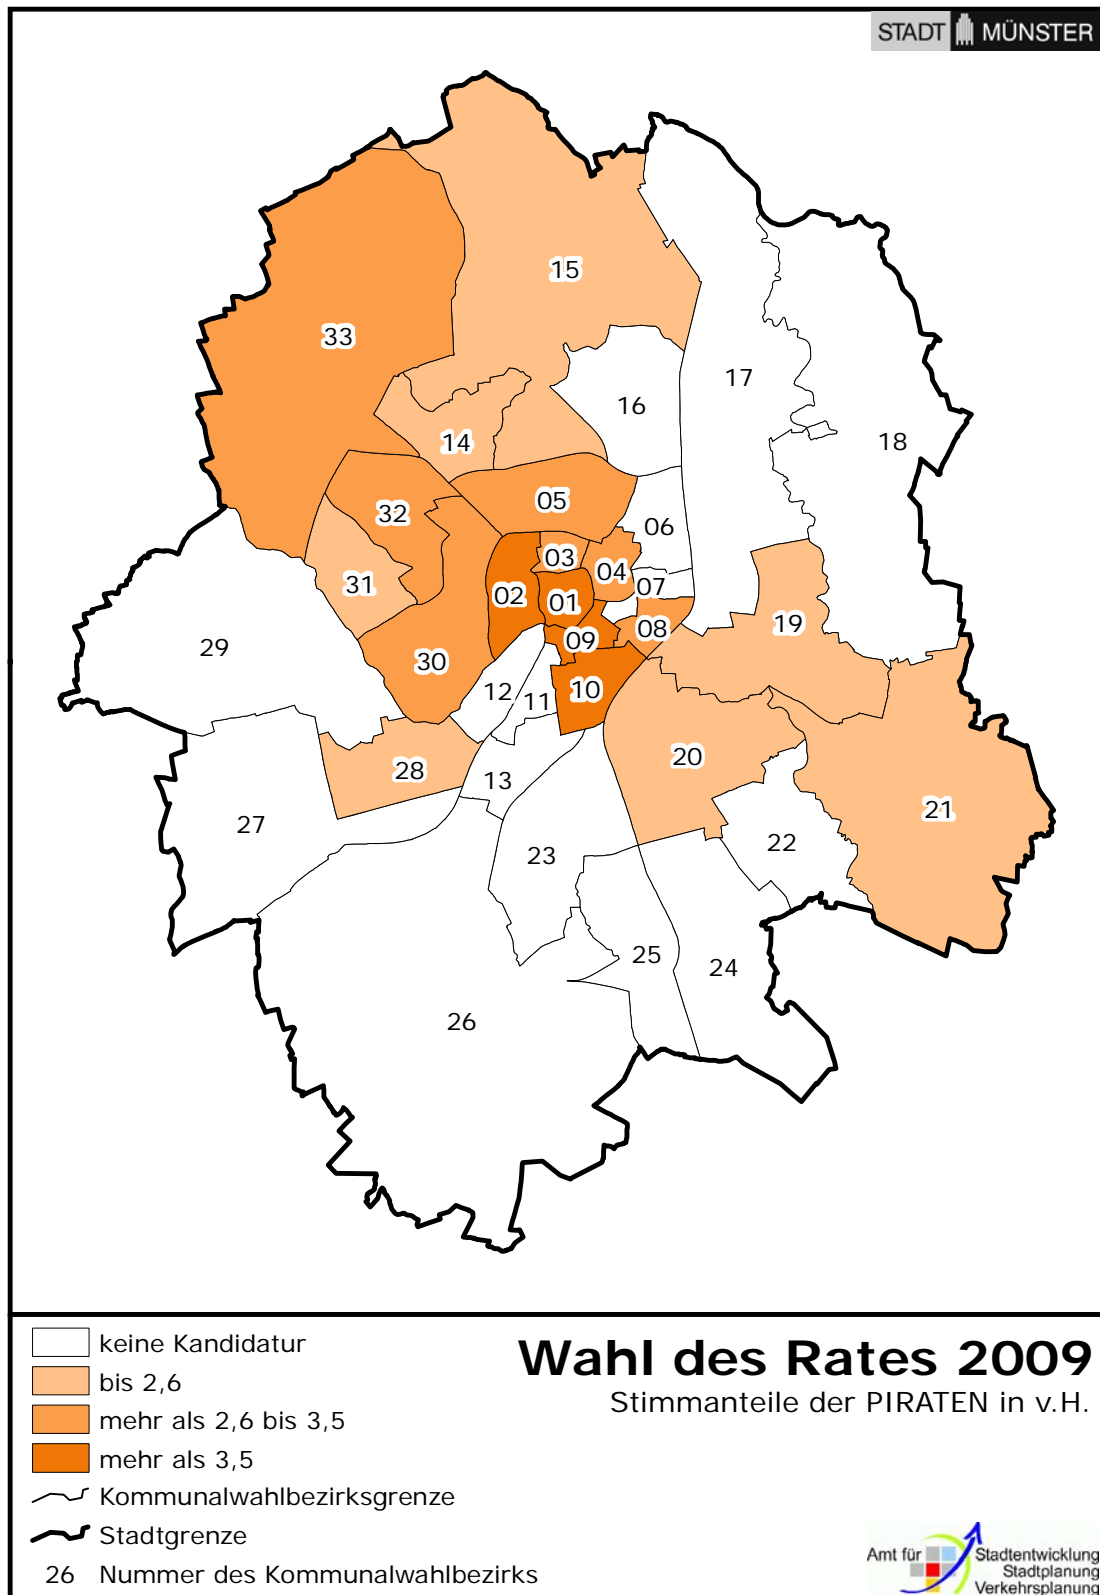 STADT MÜNSTER
15
33
17
16
18
14
05
32
06
03
04
31
07
02
01
19
08
09
29
30
10
12
11
20
28
13
21
27
22
23
25
24
26
keine Kandidatur
bis 2,6
mehr als 2,6 bis 3,5
mehr als 3,5
Kommunalwahlbezirksgrenze
Stadtgrenze
26 Nummer des Kommunalwahlbezirks
Wahl des Rates 2009
Stimmanteile der PIRATEN in v.H.
Amt für Stadtentwicklung
Stadtplanung
Verkehrsplanung